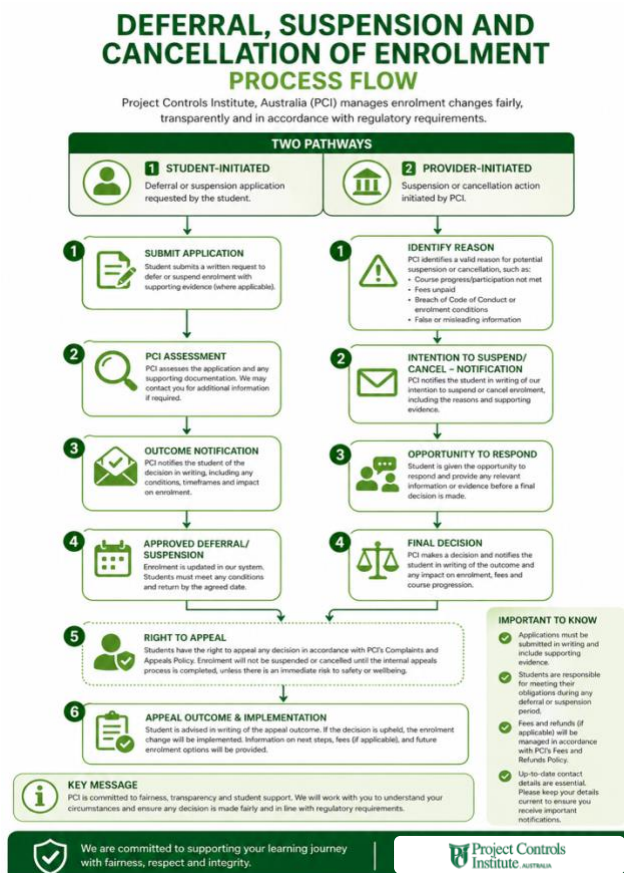 DEFERRAL, SUSPENSION AND
CANCELLATION OF ENROLMENT
PROCESS FLOW
Project Controls Institute, Australia (PCI) manages enrolment changes fairly,
transparently and in accordance with regulatory requirements.
TWO PATHWAYS
1 STUDENT-INITIATED
Deferral or suspension application
requested by the student.
2 PROVIDER-INITIATED
Suspension or cancellation action
initiated by PCI.
1
SUBMIT APPLICATION
Student submits a written request to
defer or suspend enrolment with
supporting evidence (where applicable).
2
PCI ASSESSMENT
PCI assesses the application and any
supporting documentation. We may
contact you for additional information
if required.
3
OUTCOME NOTIFICATION
PCI notifies the student of the
decision in writing, including any
conditions, timeframes and impact
on enrolment.
4
APPROVED DEFERRAL/
SUSPENSION
Enrolment is updated in our system.
Students must meet any conditions
and return by the agreed date.
1
IDENTIFY REASON
PCI identifies a valid reason for potential
suspension or cancellation, such as:
• Course progress/participation not met
• Fees unpaid
• Breach of Code of Conduct or
enrolment conditions
• False or misleading information
2
INTENTION TO SUSPEND/
CANCEL – NOTIFICATION
PCI notifies the student in writing of our
intention to suspend or cancel enrolment,
including the reasons and supporting
evidence.
3
OPPORTUNITY TO RESPOND
Student is given the opportunity to
respond and provide any relevant
information or evidence before a final
decision is made.
4
FINAL DECISION
PCI makes a decision and notifies the
student in writing of the outcome and
any impact on enrolment, fees and
course progression.
5
RIGHT TO APPEAL
Students have the right to appeal any decision in accordance with PCI's Complaints and
Appeals Policy. Enrolment will not be suspended or cancelled until the internal appeals
process is completed, unless there is an immediate risk to safety or wellbeing.
6
APPEAL OUTCOME & IMPLEMENTATION
Student is advised in writing of the appeal outcome. If the decision is upheld, the enrolment
change will be implemented. Information on next steps, fees (if applicable), and future
enrolment options will be provided.
IMPORTANT TO KNOW
Applications must be
submitted in writing and
include supporting
evidence.
Students are responsible
for meeting their
obligations during any
deferral or suspension
period.
Fees and refunds (if
applicable) will be
managed in accordance
with PCI's Fees and
Refunds Policy.
Up-to-date contact
details are essential.
Please keep your details
current to ensure you
receive important
notifications.
KEY MESSAGE
PCI is committed to fairness, transparency and student support. We will work with you to understand your
circumstances and ensure any decision is made fairly and in line with regulatory requirements.
We are committed to supporting your learning journey
with fairness, respect and integrity.
Project Controls
Institute, AUSTRALIA